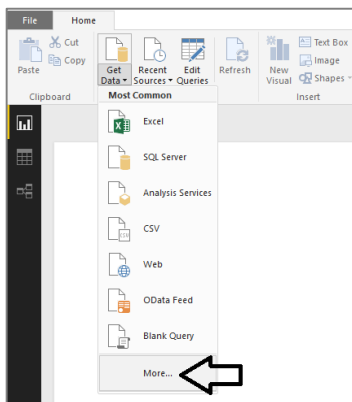 File Home
Cut
Copy
Paste
Clipboard
Get
Data
Recent
Sources
Edit
Queries
Refresh
New
Visual
Text Box
Image
Shapes
Insert
Most Common
Excel
SQL Server
Analysis Services
CSV
Web
OData Feed
Blank Query
More...